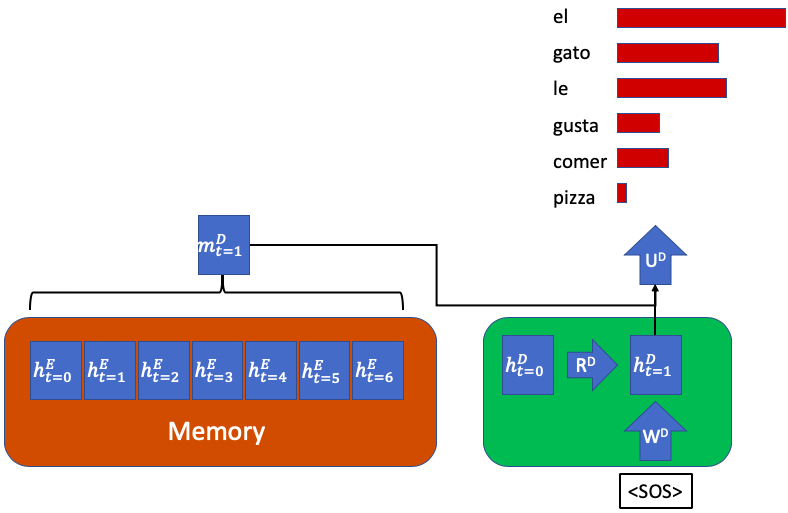 el
gato
le
gusta
comer
pizza
m^D_{t=1}
U^D
h^E_{t=0} h^E_{t=1} h^E_{t=2} h^E_{t=3} h^E_{t=4} h^E_{t=5} h^E_{t=6}
Memory
h^D_{t=0} R^D h^D_{t=1}
W^D
<SOS>